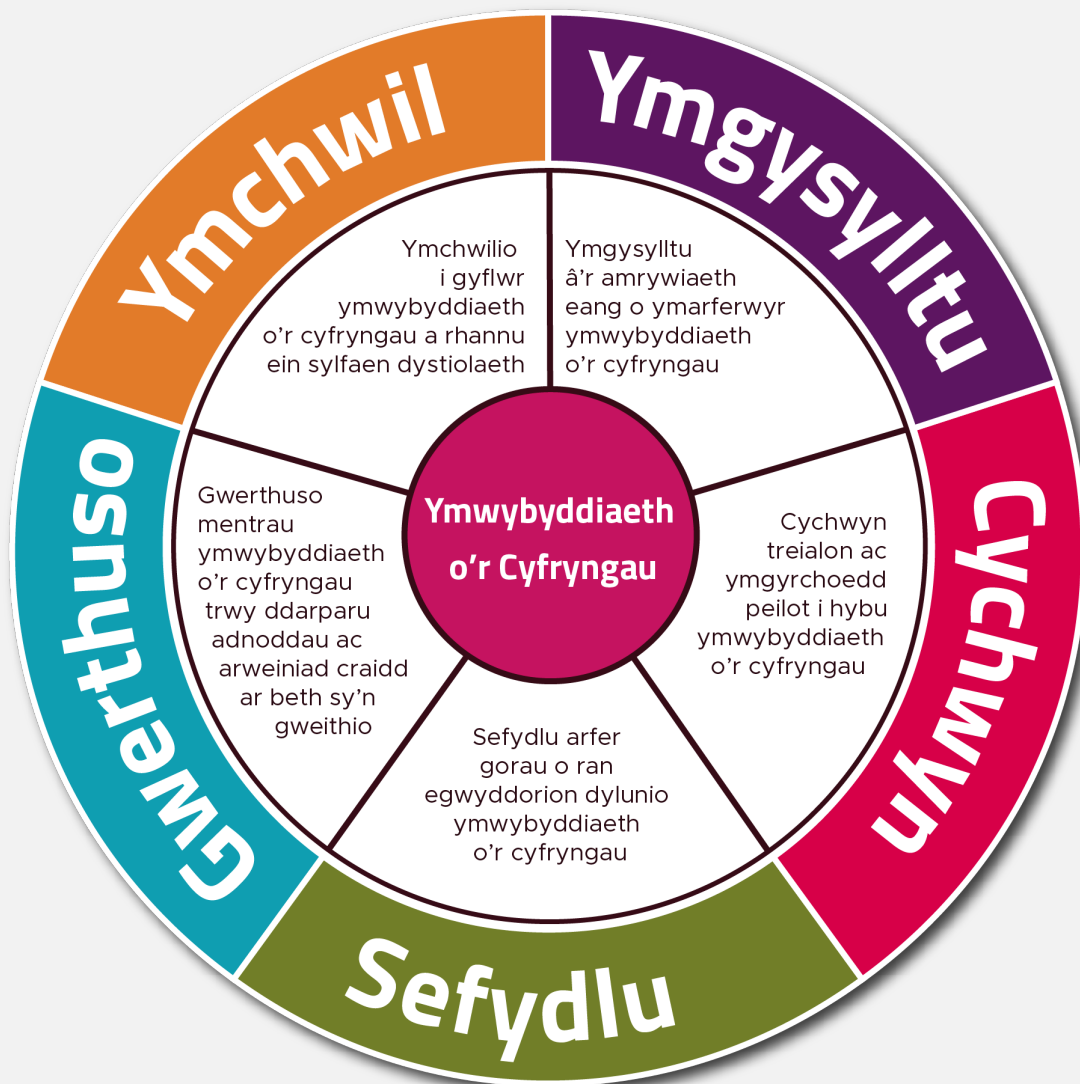 Ymchwil
Ymchwilio
i gyflwr
ymwybyddiaeth
o'r cyfryngau a rhannu
ein sylfaen dystiolaeth
Ymgysylltu
Ymgysylltu
â'r amrywiaeth
eang o ymarferwyr
ymwybyddiaeth
o'r cyfryngau
Cychwyn
Cychwyn
treialon ac
ymgyrchoedd
peilot i hybu
ymwybyddiaeth
o'r cyfryngau
Sefydlu
Sefydlu arfer
gorau o ran
egwyddorion dylunio
ymwybyddiaeth
o'r cyfryngau
Gwerthuso
Gwerthuso
mentrau
ymwybyddiaeth
o'r cyfryngau
trwy ddarparu
adnoddau ac
arweiniad craidd
ar beth sy'n
gweithio
Ymwybyddiaeth
o'r Cyfryngau